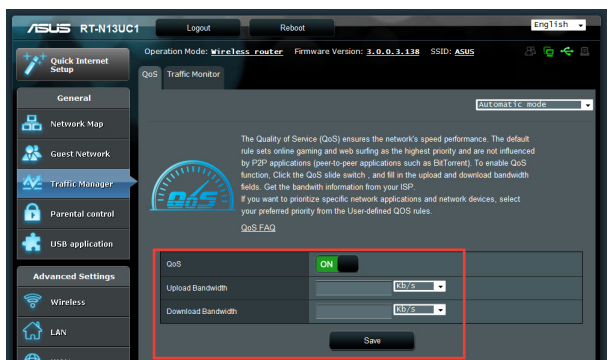 ASUS RT-N13UC1 Logout Reboot English
Operation Mode: Wireless router Firmware Version: 3.0.0.3.138 SSID: ASUS
Quick Internet
Setup
General
Network Map
Guest Network
Traffic Manager
Parental control
USB application
Advanced Settings
Wireless
LAN
QoS Traffic Monitor
Automatic mode
The Quality of Service (QoS) ensures the network's speed performance. The default
rule sets online gaming and web surfing as the highest priority and are not influenced
by P2P applications (peer-to-peer applications such as BitTorrent). To enable QoS
function, Click the QoS slide switch , and fill in the upload and download bandwidth
fields. Get the bandwith information from your ISP.
If you want to prioritize specific network applications and network devices, select
your preferred priority from the User-defined QOS rules.
QoS FAQ
QoS
QoS ON
Upload Bandwidth Kb/s
Download Bandwidth Kb/s
Save